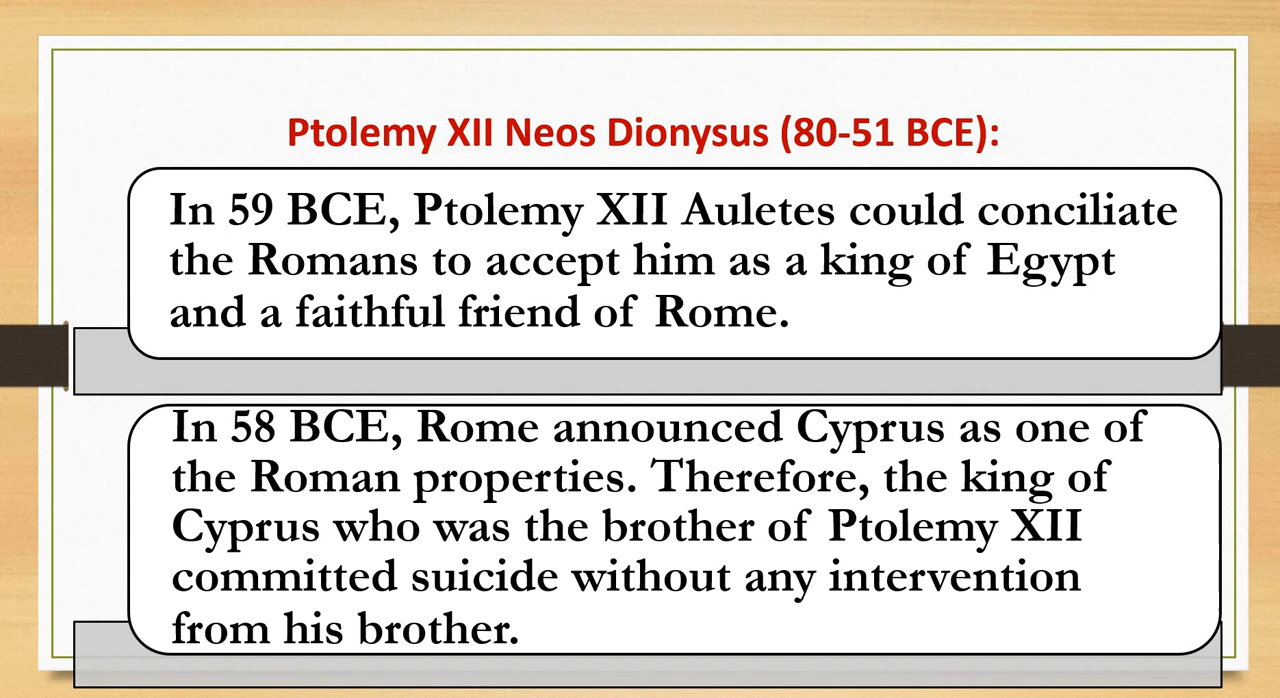 Ptolemy XII Neos Dionysus (80-51 BCE):
In 59 BCE, Ptolemy XII Auletes could conciliate
the Romans to accept him as a king of Egypt
and a faithful friend of Rome.
In 58 BCE, Rome announced Cyprus as one of
the Roman properties. Therefore, the king of
Cyprus who was the brother of Ptolemy XII
committed suicide without any intervention
from his brother.